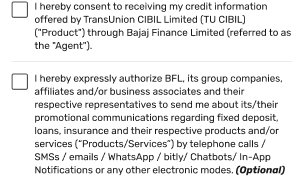 I hereby consent to receiving my credit information
offered by TransUnion CIBIL Limited (TU CIBIL)
("Product") through Bajaj Finance Limited (referred to as
the "Agent").
I hereby expressly authorize BFL, its group companies,
affiliates and/or business associates and their
respective representatives to send me about its/their
promotional communications regarding fixed deposit,
loans, insurance and their respective products and/or
services (“Products/Services”) by telephone calls /
SMSs / emails / WhatsApp / bitly/ Chatbots/ In-App
Notifications or any other electronic modes. (Optional)